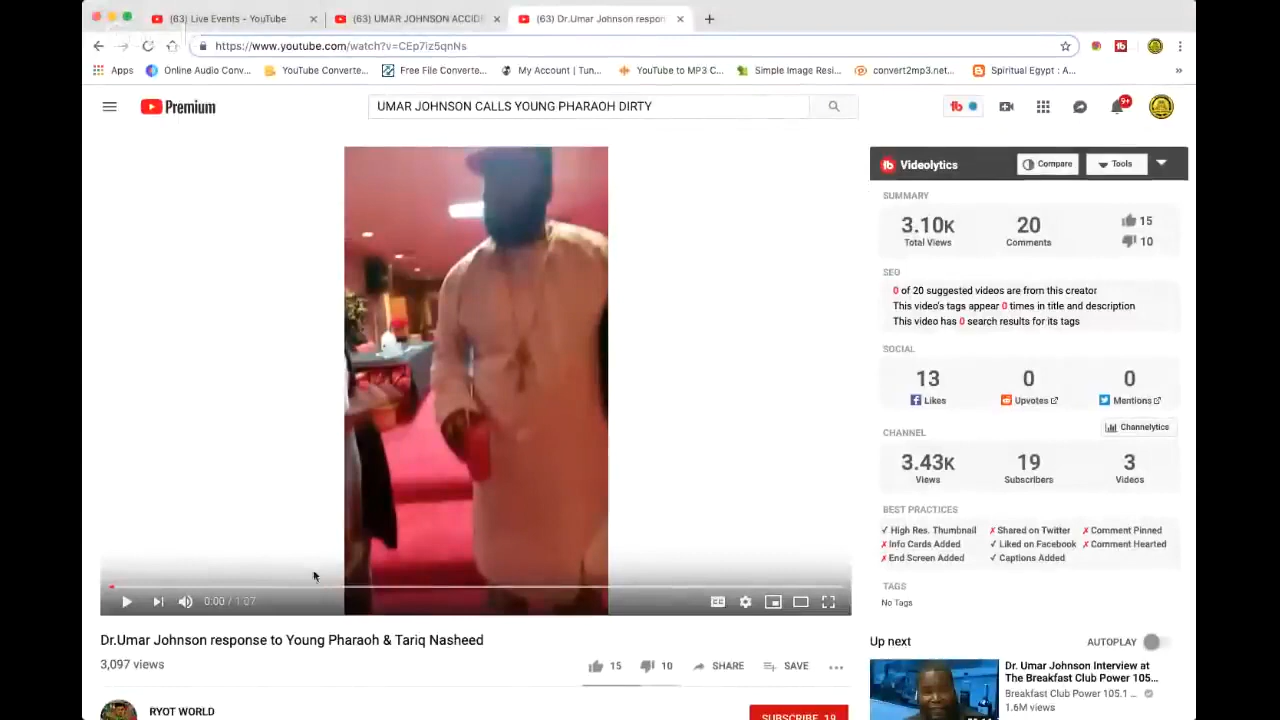 (63) Live Events - YouTube
(63) UMAR JOHNSON ACCID
(63) Dr.Umar Johnson respon
https://www.youtube.com/watch?v=CEp7iz5qnNs
Apps
Online Audio Conv...
YouTube Converte...
Free File Converte...
My Account | Tun...
YouTube to MP3 C...
Simple Image Resi...
convert2mp3.net...
Spiritual Egypt : A...
»
Premium
UMAR JOHNSON CALLS YOUNG PHARAOH DIRTY
tb
9+
tb Videolytics
Compare
Tools
SUMMARY
3.10K
20
15
Total Views
Comments
10
SEO
0 of 20 suggested videos are from this creator
This video's tags appear 0 times in title and description
This video has 0 search results for its tags
SOCIAL
13
0
0
Likes
Upvotes
Mentions
CHANNEL
Channelytics
3.43K
19
3
Views
Subscribers
Videos
BEST PRACTICES
✓ High Res. Thumbnail
✗ Shared on Twitter
✗ Comment Pinned
✗ Info Cards Added
✓ Liked on Facebook
✗ Comment Hearted
✗ End Screen Added
✓ Captions Added
TAGS
No Tags
0:00 / 1:07
CC
Dr.Umar Johnson response to Young Pharaoh & Tariq Nasheed
3,097 views
15
10
SHARE
SAVE
RYOT WORLD
SUBSCRIBE 19
Up next
AUTOPLAY
Dr. Umar Johnson Interview at
The Breakfast Club Power 105...
Breakfast Club Power 105.1 ...
1.6M views